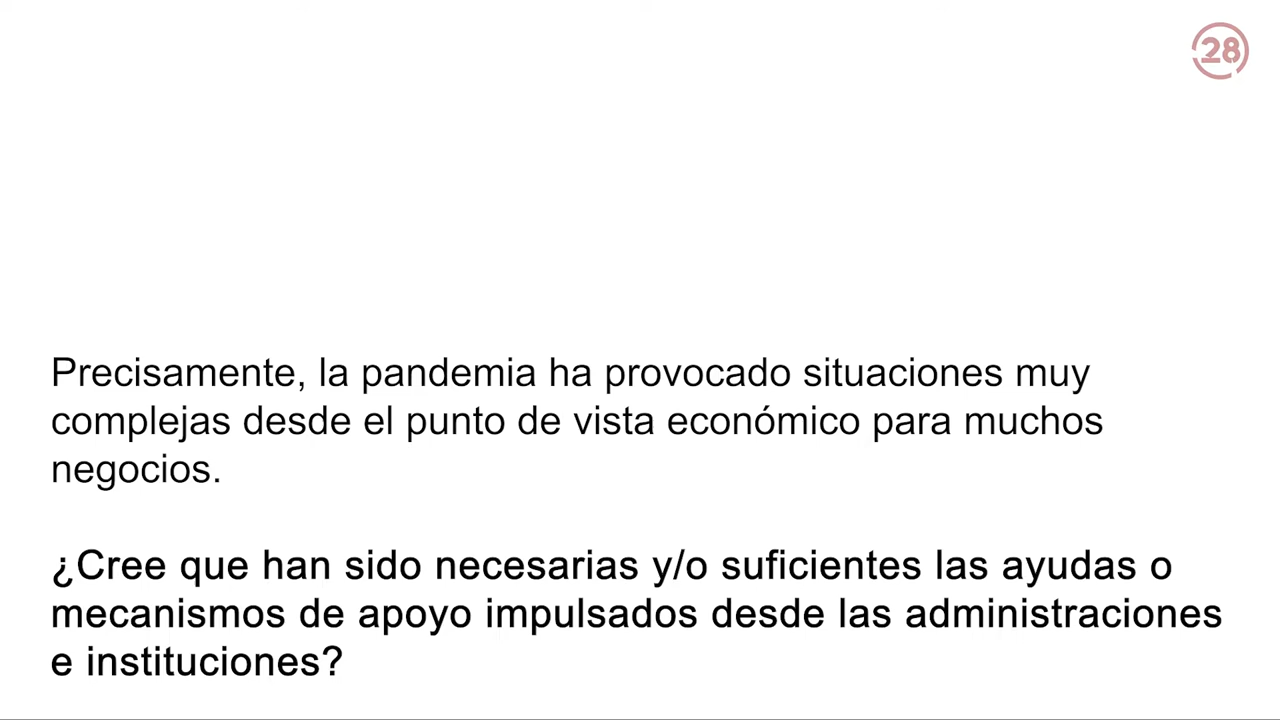 28
Precisamente, la pandemia ha provocado situaciones muy
complejas desde el punto de vista económico para muchos
negocios.
¿Cree que han sido necesarias y/o suficientes las ayudas o
mecanismos de apoyo impulsados desde las administraciones
e instituciones?